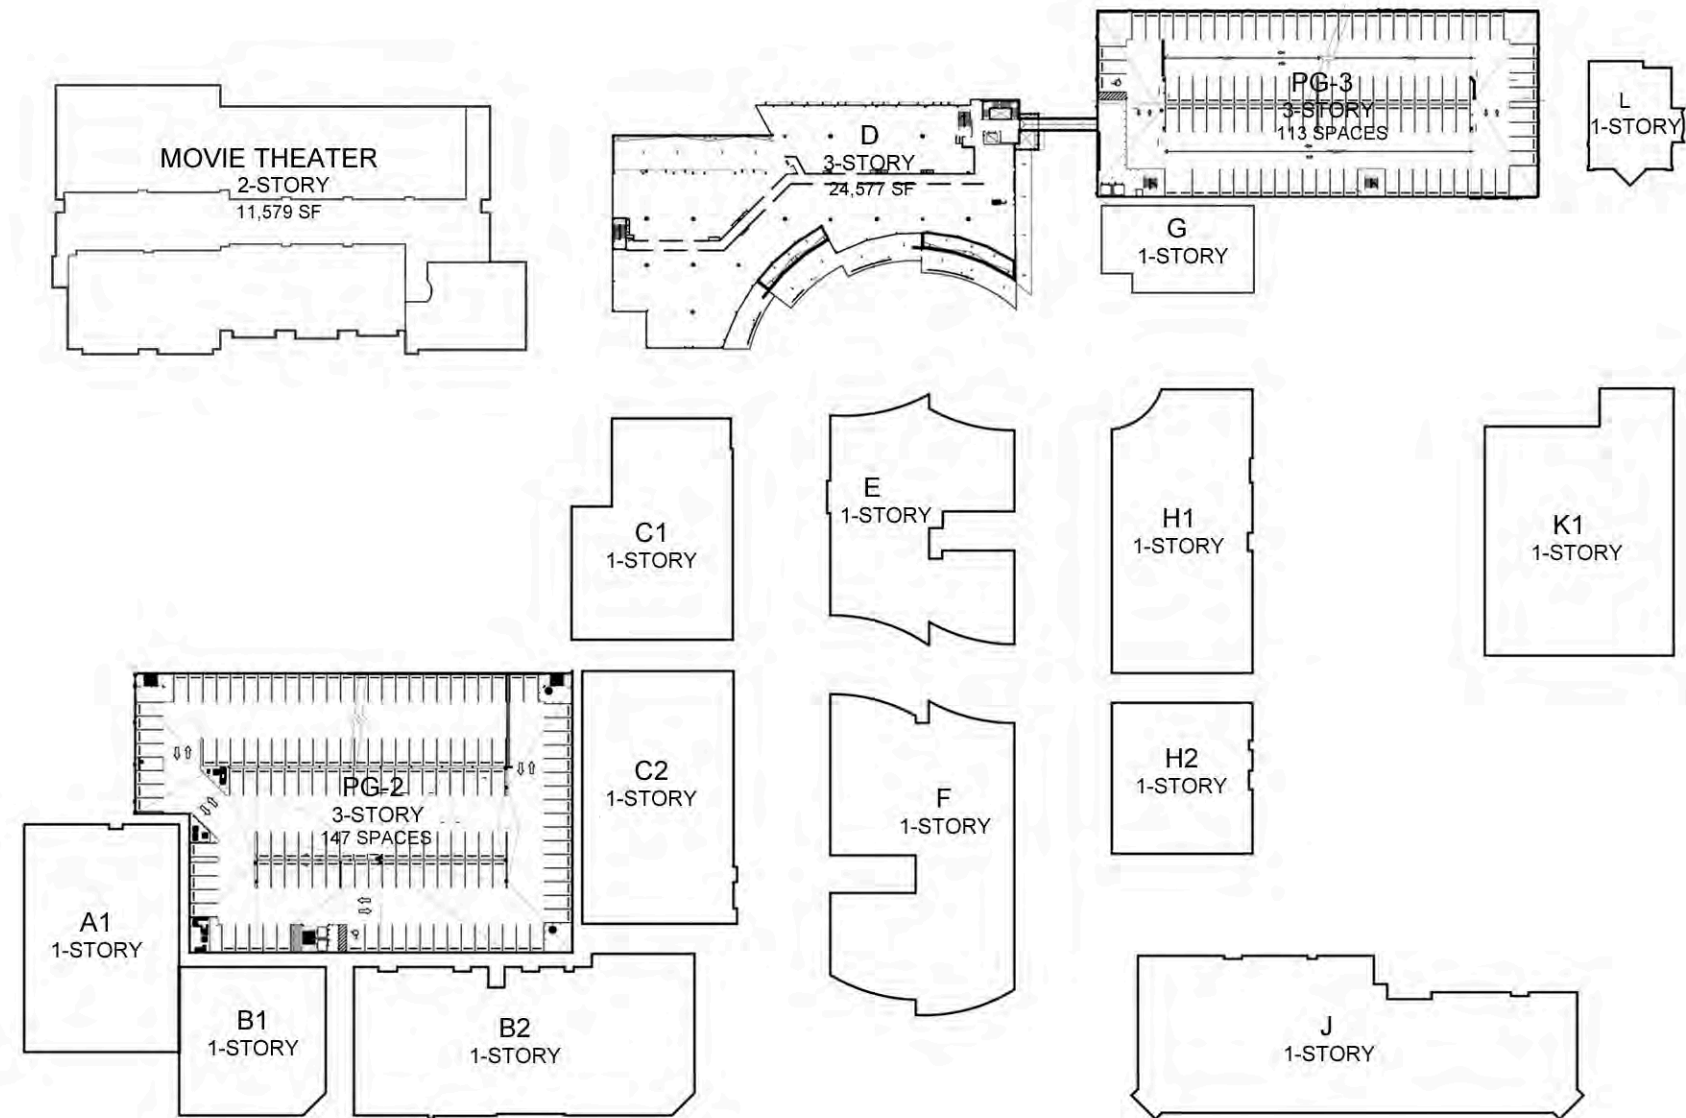 MOVIE THEATER
2-STORY
11,579 SF
D
3-STORY
24,577 SF
PG-3
3-STORY
113 SPACES
L
1-STORY
G
1-STORY
C1
1-STORY
E
1-STORY
H1
1-STORY
K1
1-STORY
PG-2
3-STORY
147 SPACES
C2
1-STORY
F
1-STORY
H2
1-STORY
A1
1-STORY
B1
1-STORY
B2
1-STORY
J
1-STORY